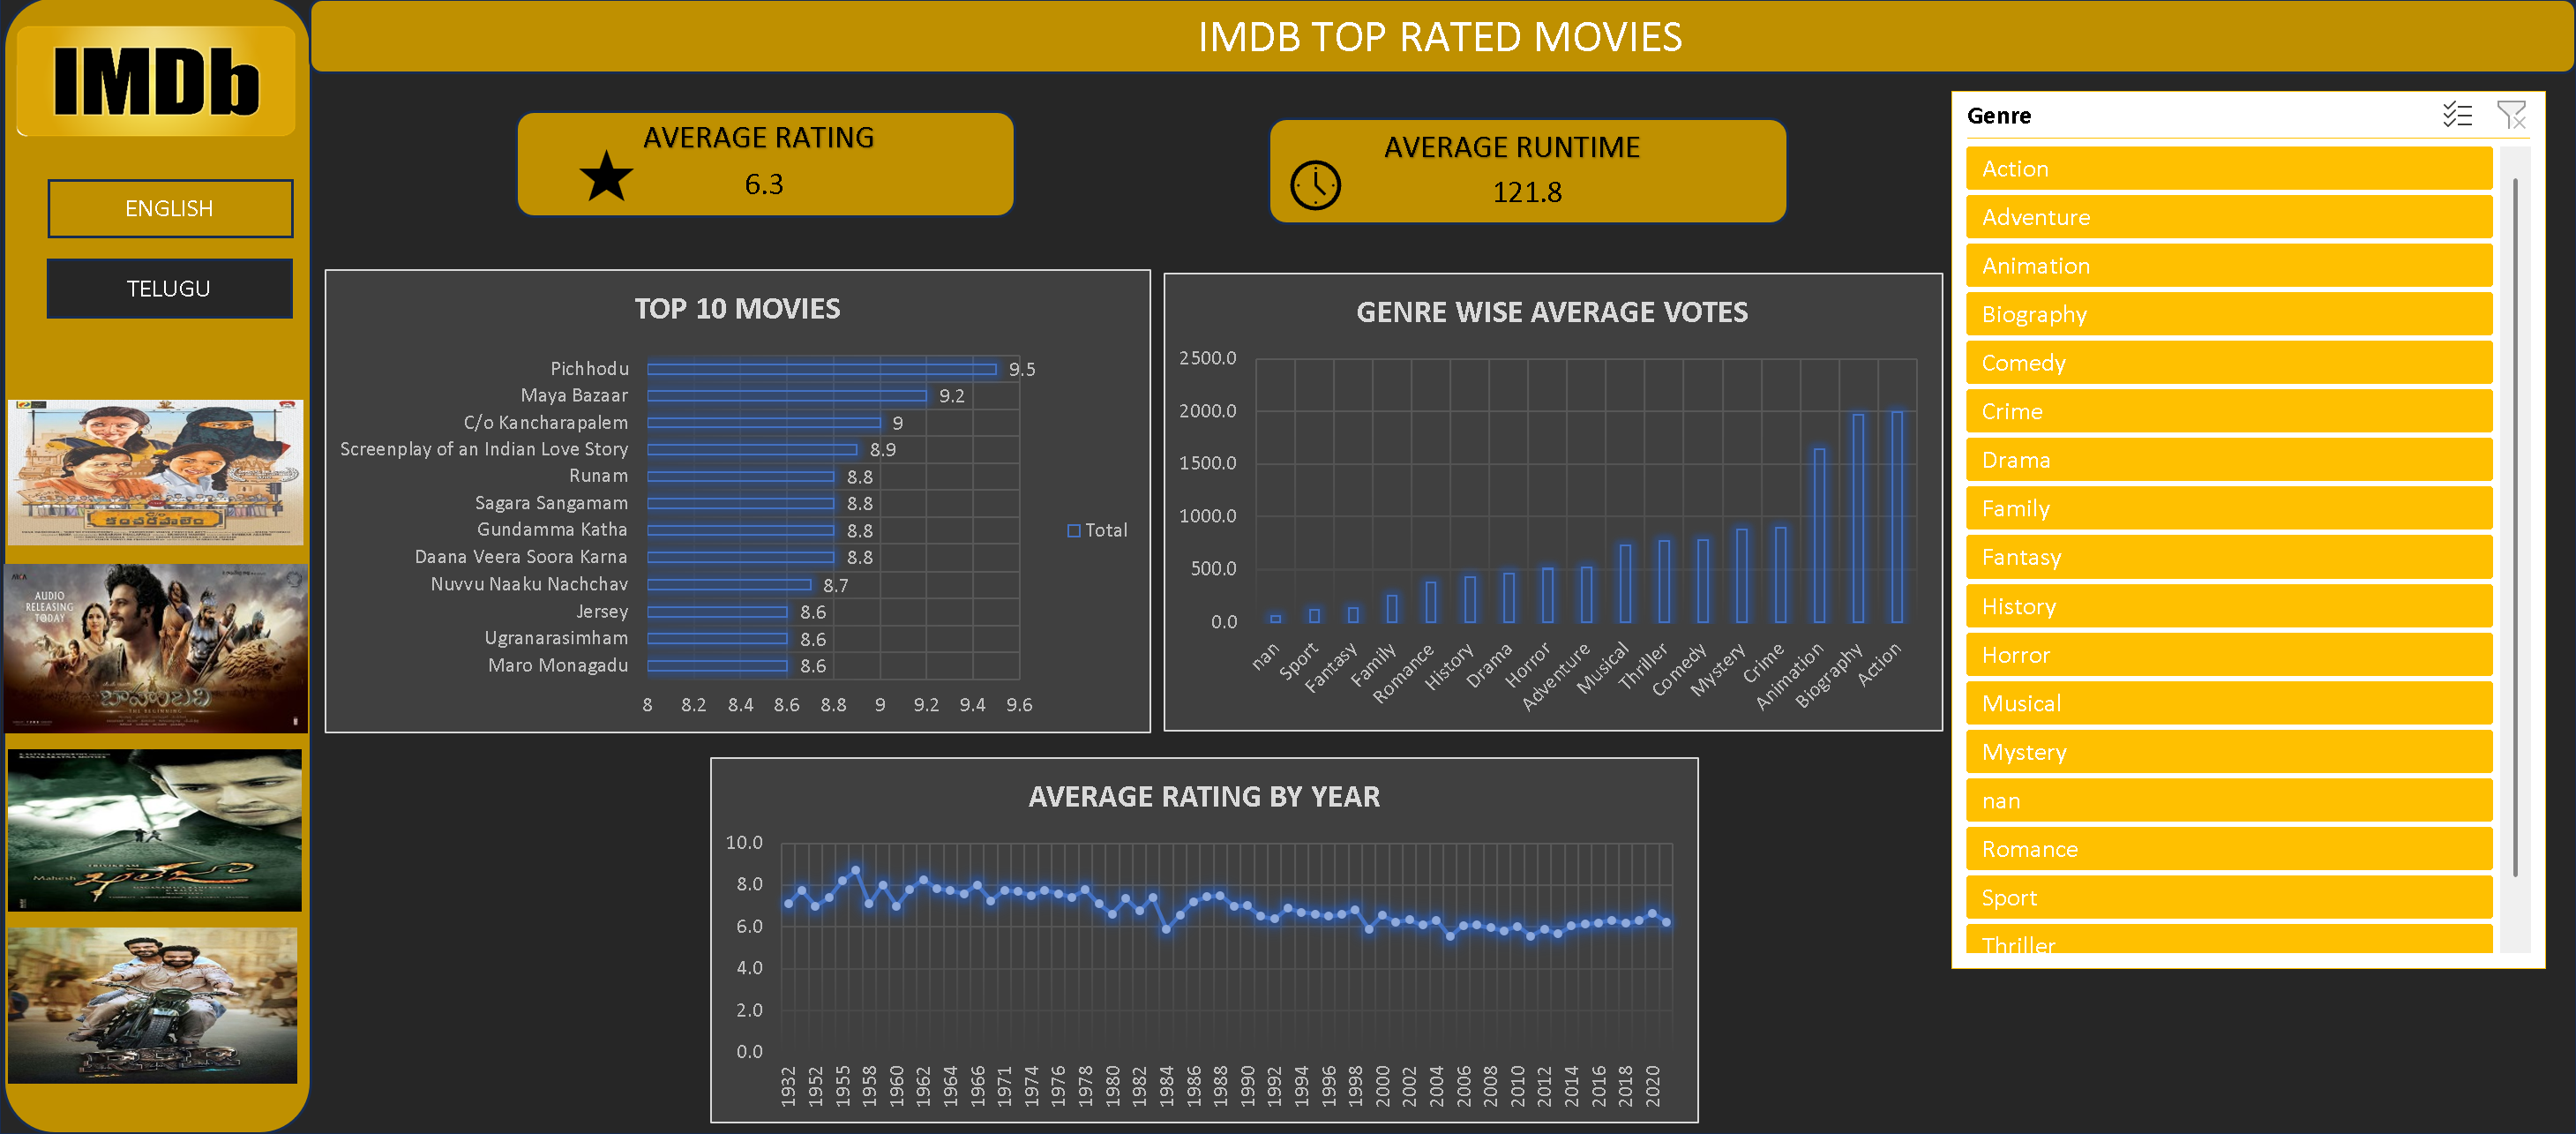 IMDb
IMDB TOP RATED MOVIES
ENGLISH
TELUGU
AVERAGE RATING
6.3
AVERAGE RUNTIME
121.8
TOP 10 MOVIES
Pichhodu 9.5
Maya Bazaar 9.2
C/o Kancharapalem 9
Screenplay of an Indian Love Story 8.9
Runam 8.8
Sagara Sangamam 8.8
Gundamma Katha 8.8
Daana Veera Soora Karna 8.8
Nuvvu Naaku Nachchav 8.7
Jersey 8.6
Ugranarasimham 8.6
Maro Monagadu 8.6
8 8.2 8.4 8.6 8.8 9 9.2 9.4 9.6
Total
GENRE WISE AVERAGE VOTES
2500.0
2000.0
1500.0
1000.0
500.0
0.0
nan Sport Fantasy Family Romance History Drama Horror Adventure Musical Thriller Comedy Mystery Crime Animation Biography Action
AVERAGE RATING BY YEAR
10.0
8.0
6.0
4.0
2.0
0.0
1932 1952 1955 1958 1960 1962 1964 1966 1971 1974 1976 1978 1980 1982 1984 1986 1988 1990 1992 1994 1996 1998 2000 2002 2004 2006 2008 2010 2012 2014 2016 2018 2020
Genre
Action
Adventure
Animation
Biography
Comedy
Crime
Drama
Family
Fantasy
History
Horror
Musical
Mystery
nan
Romance
Sport
Thriller
కంచరపాలెం
AUDIO
RELEASING
TODAY
బాహుబలి
THE BEGINNING
TRIVIKRAM
Mahesh
ఖలేజా